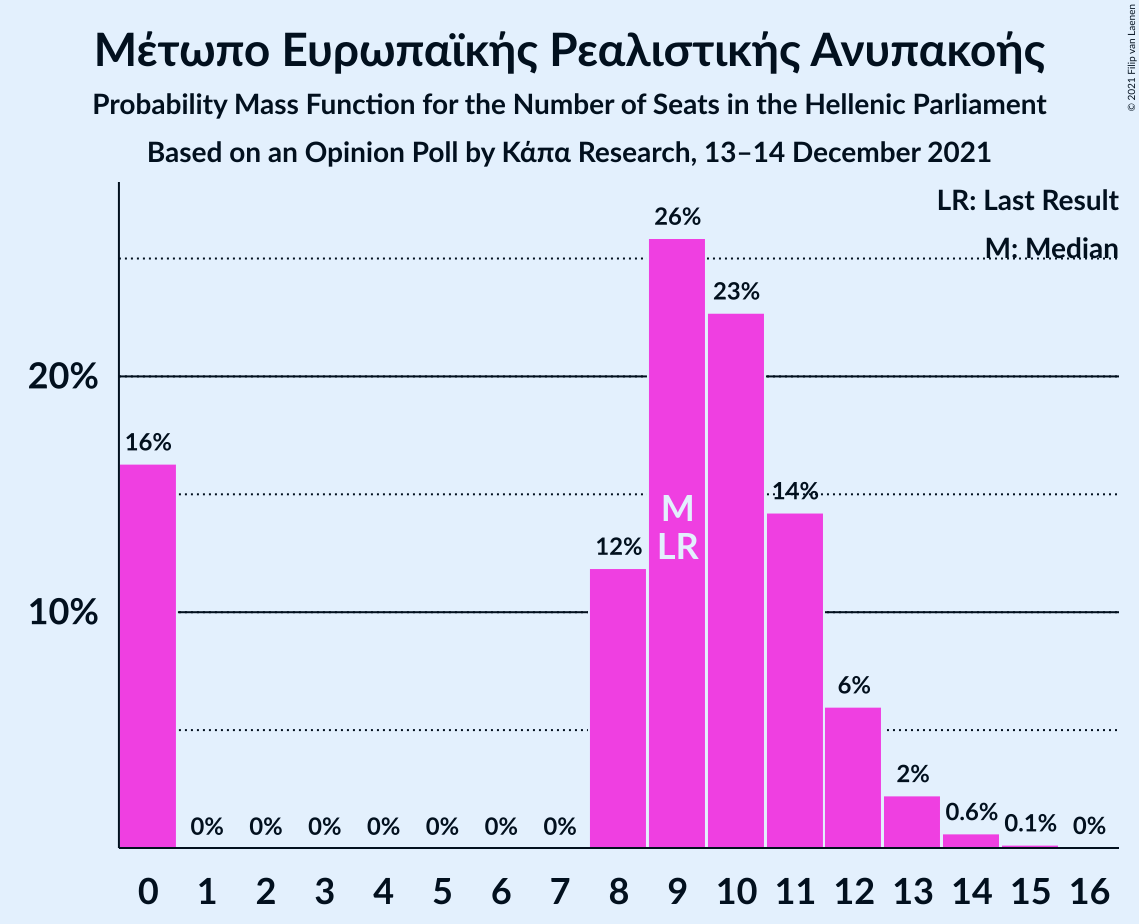 Μέτωπο Ευρωπαϊκής Ρεαλιστικής Ανυπακοής
Probability Mass Function for the Number of Seats in the Hellenic Parliament
Based on an Opinion Poll by Κάπα Research, 13–14 December 2021
© 2021 Filip van Laenen
LR: Last Result
M: Median
20%
10%
16%
0%
0%
0%
0%
0%
0%
0%
12%
26%
M
LR
23%
14%
6%
2%
0.6%
0.1%
0%
0 1 2 3 4 5 6 7 8 9 10 11 12 13 14 15 16